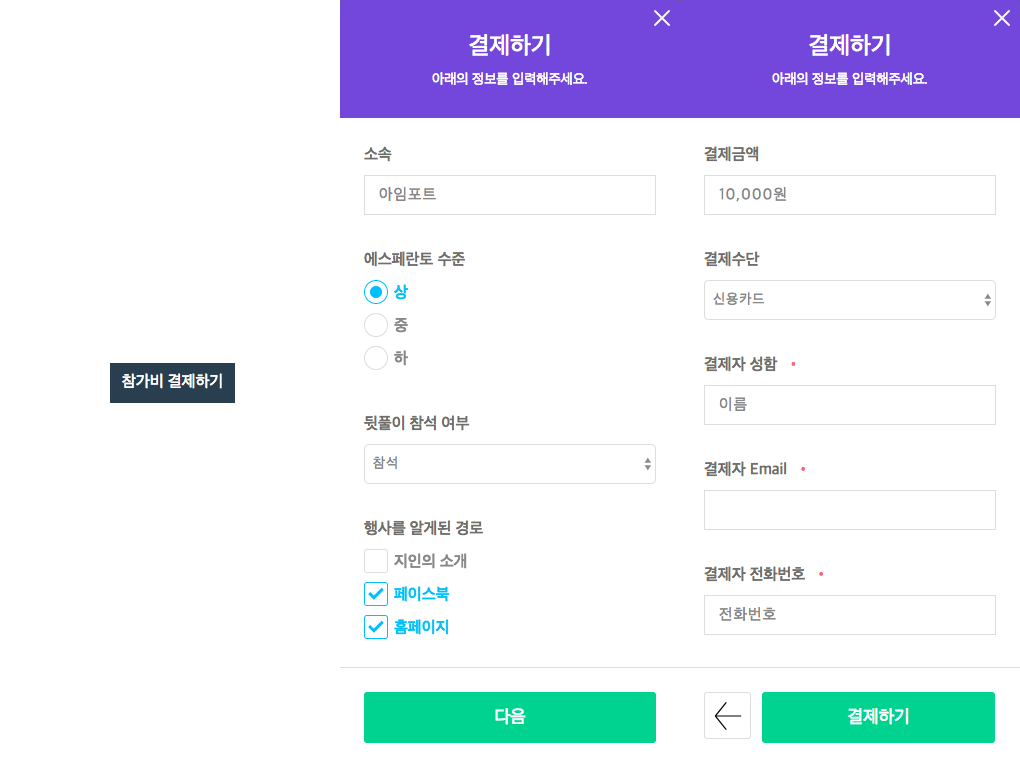 참가비 결제하기
결제하기
아래의 정보를 입력해주세요.
소속
아임포트
에스페란토 수준
상
중
하
뒷풀이 참석 여부
참석
행사를 알게된 경로
지인의 소개
페이스북
홈페이지
다음
결제하기
아래의 정보를 입력해주세요.
결제금액
10,000원
결제수단
신용카드
결제자 성함
이름
결제자 Email
결제자 전화번호
전화번호
결제하기